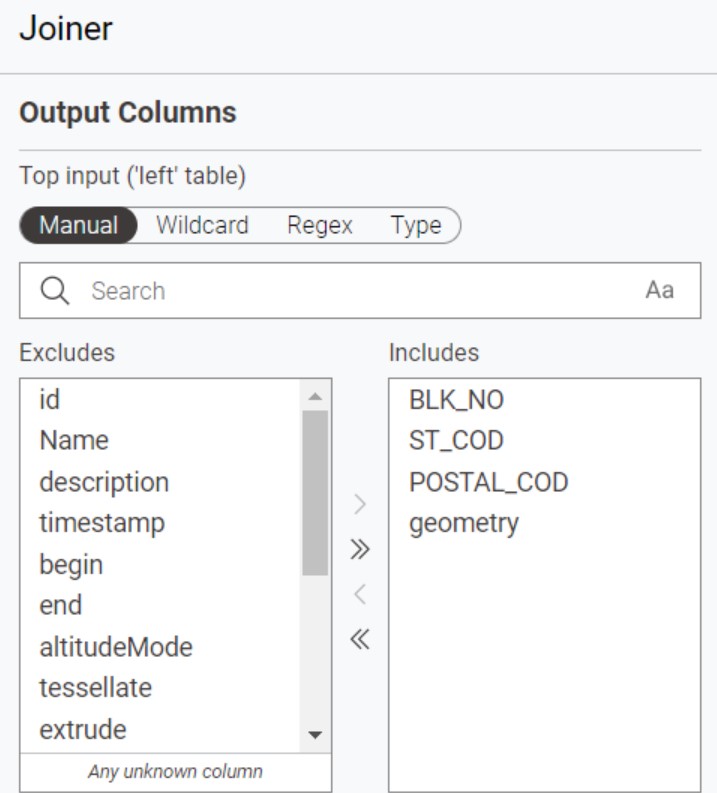 Joiner
Output Columns
Top input ('left' table)
Manual Wildcard Regex Type
Search Aa
Excludes Includes
id BLK_NO
Name ST_COD
description POSTAL_COD
timestamp geometry
begin
end
altitudeMode
tessellate
extrude
Any unknown column